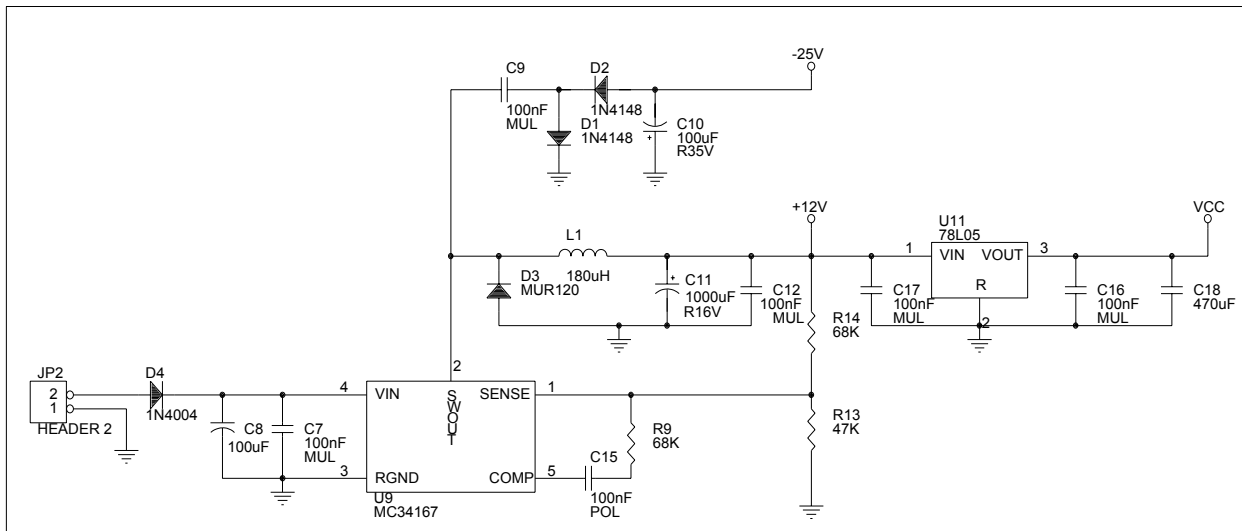 -25V
C9
100nF
MUL
D2
1N4148
D1
1N4148
C10
100uF
R35V
+12V
VCC
L1
180uH
D3
MUR120
C11
1000uF
R16V
C12
100nF
MUL
C17
100nF
MUL
U11
78L05
1
VIN
VOUT
3
R
2
C16
100nF
MUL
C18
470uF
R14
68K
R13
47K
JP2
2
1
HEADER 2
D4
1N4004
C8
100uF
C7
100nF
MUL
2
4
VIN
SWOUT
SENSE
1
3
RGND
COMP
5
U9
MC34167
R9
68K
C15
100nF
POL